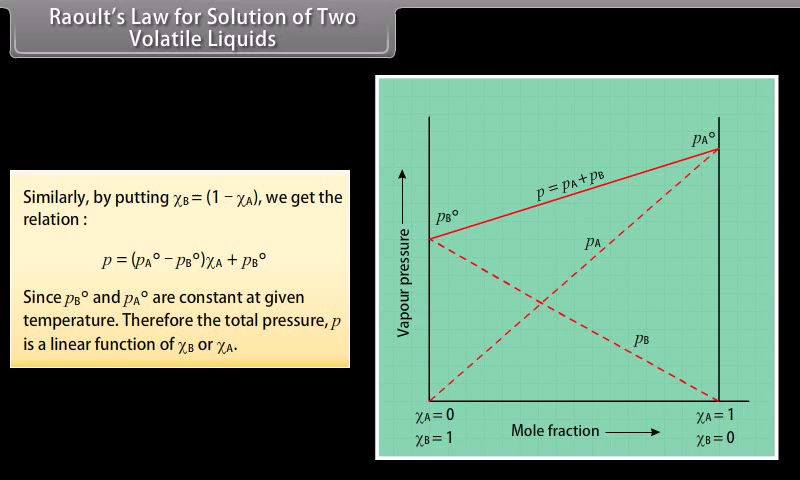 Raoult's Law for Solution of Two
Volatile Liquids
Similarly, by putting χB = (1 − χA), we get the
relation :
p = (pA° − pB°)χA + pB°
Since pB° and pA° are constant at given
temperature. Therefore the total pressure, p
is a linear function of χB or χA.
pA°
p = pA + pB
pB°
pA
Vapour pressure
pB
χA = 0
χA = 1
Mole fraction
χB = 1
χB = 0